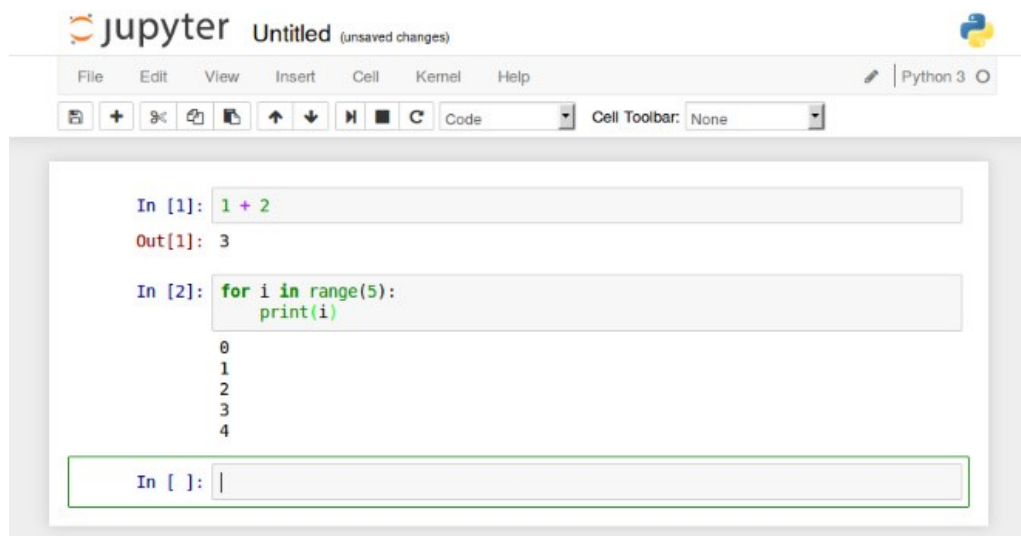 jupyter Untitled (unsaved changes)
File Edit View Insert Cell Kernel Help Python 3
Code Cell Toolbar: None
In [1]: 1 + 2
Out[1]: 3
In [2]: for i in range(5):
print(i)
0
1
2
3
4
In [ ]: